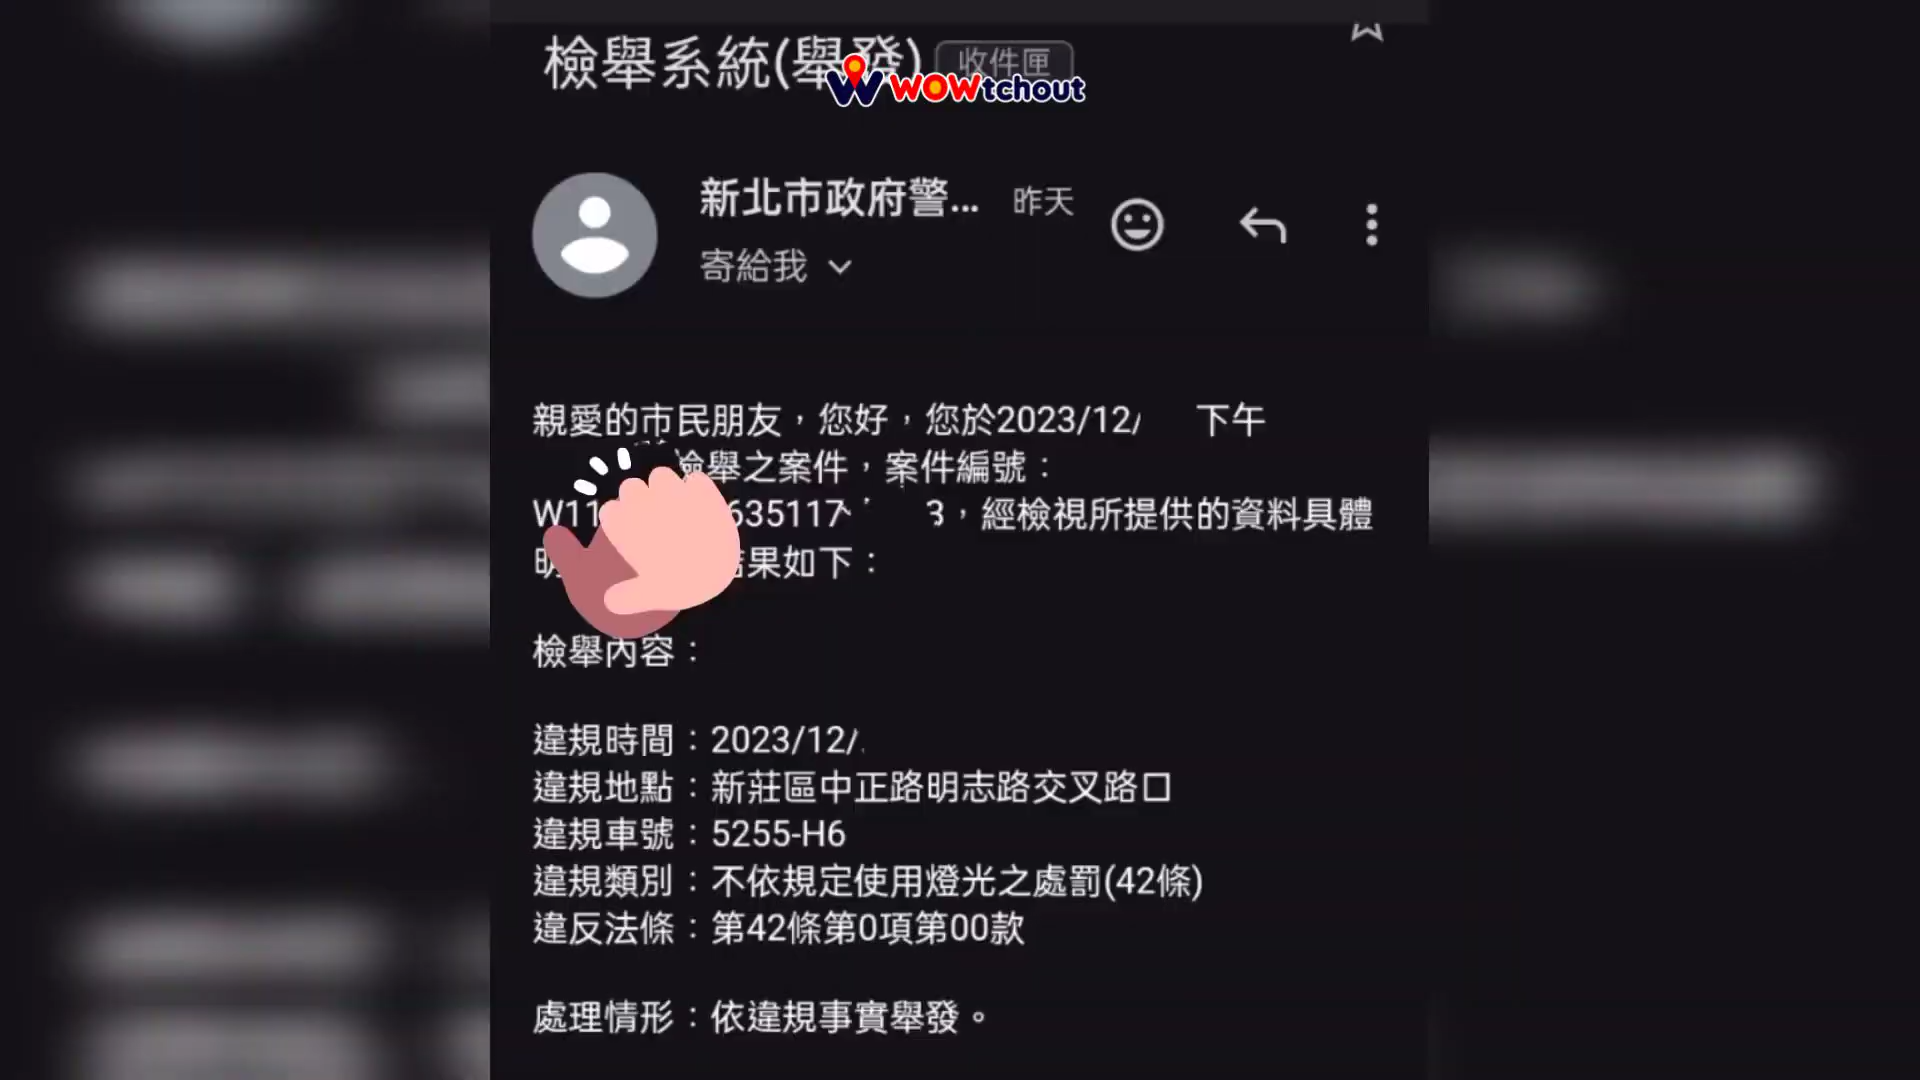 檢舉系統(舉發) 收件匣
WOWtchout
新北市政府警... 昨天
寄給我
親愛的市民朋友，您好，您於2023/12/ 下午
檢舉之案件，案件編號：
W11 635117 3，經檢視所提供的資料具體
果如下：
檢舉內容：
違規時間：2023/12/
違規地點：新莊區中正路明志路交叉路口
違規車號：5255-H6
違規類別：不依規定使用燈光之處罰(42條)
違反法條：第42條第0項第00款
處理情形：依違規事實舉發。